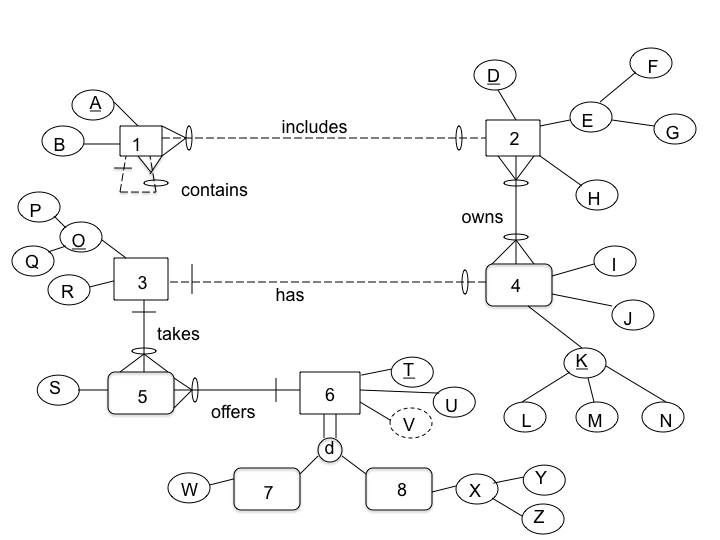 F
D
A
E
includes
G
B
1
2
contains
H
P
owns
O
Q
I
3
4
R
has
J
takes
K
T
S
5
6
U
L
M
N
offers
V
d
Y
W
7
8
X
Z